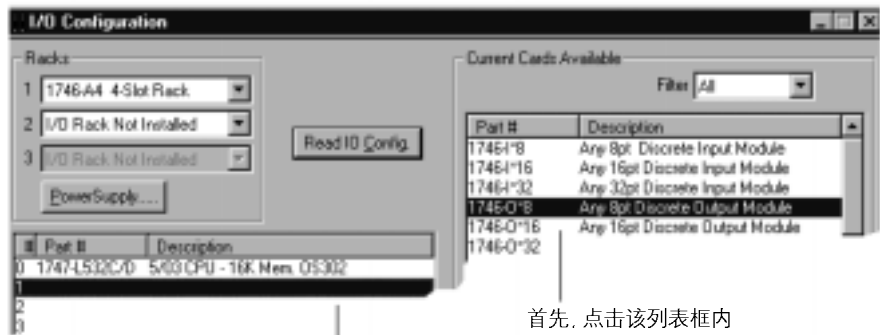 I/O Configuration
Racks
1 1746-A4 4-Slot Rack
2 I/O Rack Not Installed
3 I/O Rack Not Installed
PowerSupply....
Read IO Config.
# Part # Description
0 1747-L532C/D 5/03 CPU - 16K Mem. OS302
1
2
3
Current Cards Available
Filter All
Part # Description
1746-I*8 Any 8pt Discrete Input Module
1746-I*16 Any 16pt Discrete Input Module
1746-I*32 Any 32pt Discrete Input Module
1746-O*8 Any 8pt Discrete Output Module
1746-O*16 Any 16pt Discrete Output Module
1746-O*32
首先, 点击该列表框内